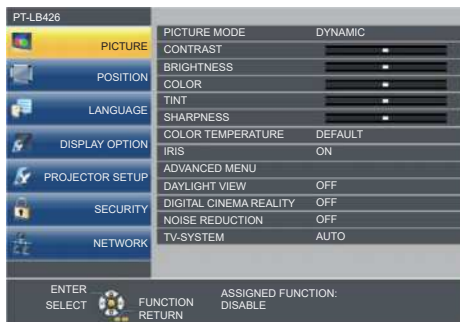 PT-LB426
PICTURE
POSITION
LANGUAGE
DISPLAY OPTION
PROJECTOR SETUP
SECURITY
NETWORK
PICTURE MODE DYNAMIC
CONTRAST
BRIGHTNESS
COLOR
TINT
SHARPNESS
COLOR TEMPERATURE DEFAULT
IRIS ON
ADVANCED MENU
DAYLIGHT VIEW OFF
DIGITAL CINEMA REALITY OFF
NOISE REDUCTION OFF
TV-SYSTEM AUTO
ENTER
SELECT
FUNCTION
RETURN
ASSIGNED FUNCTION:
DISABLE